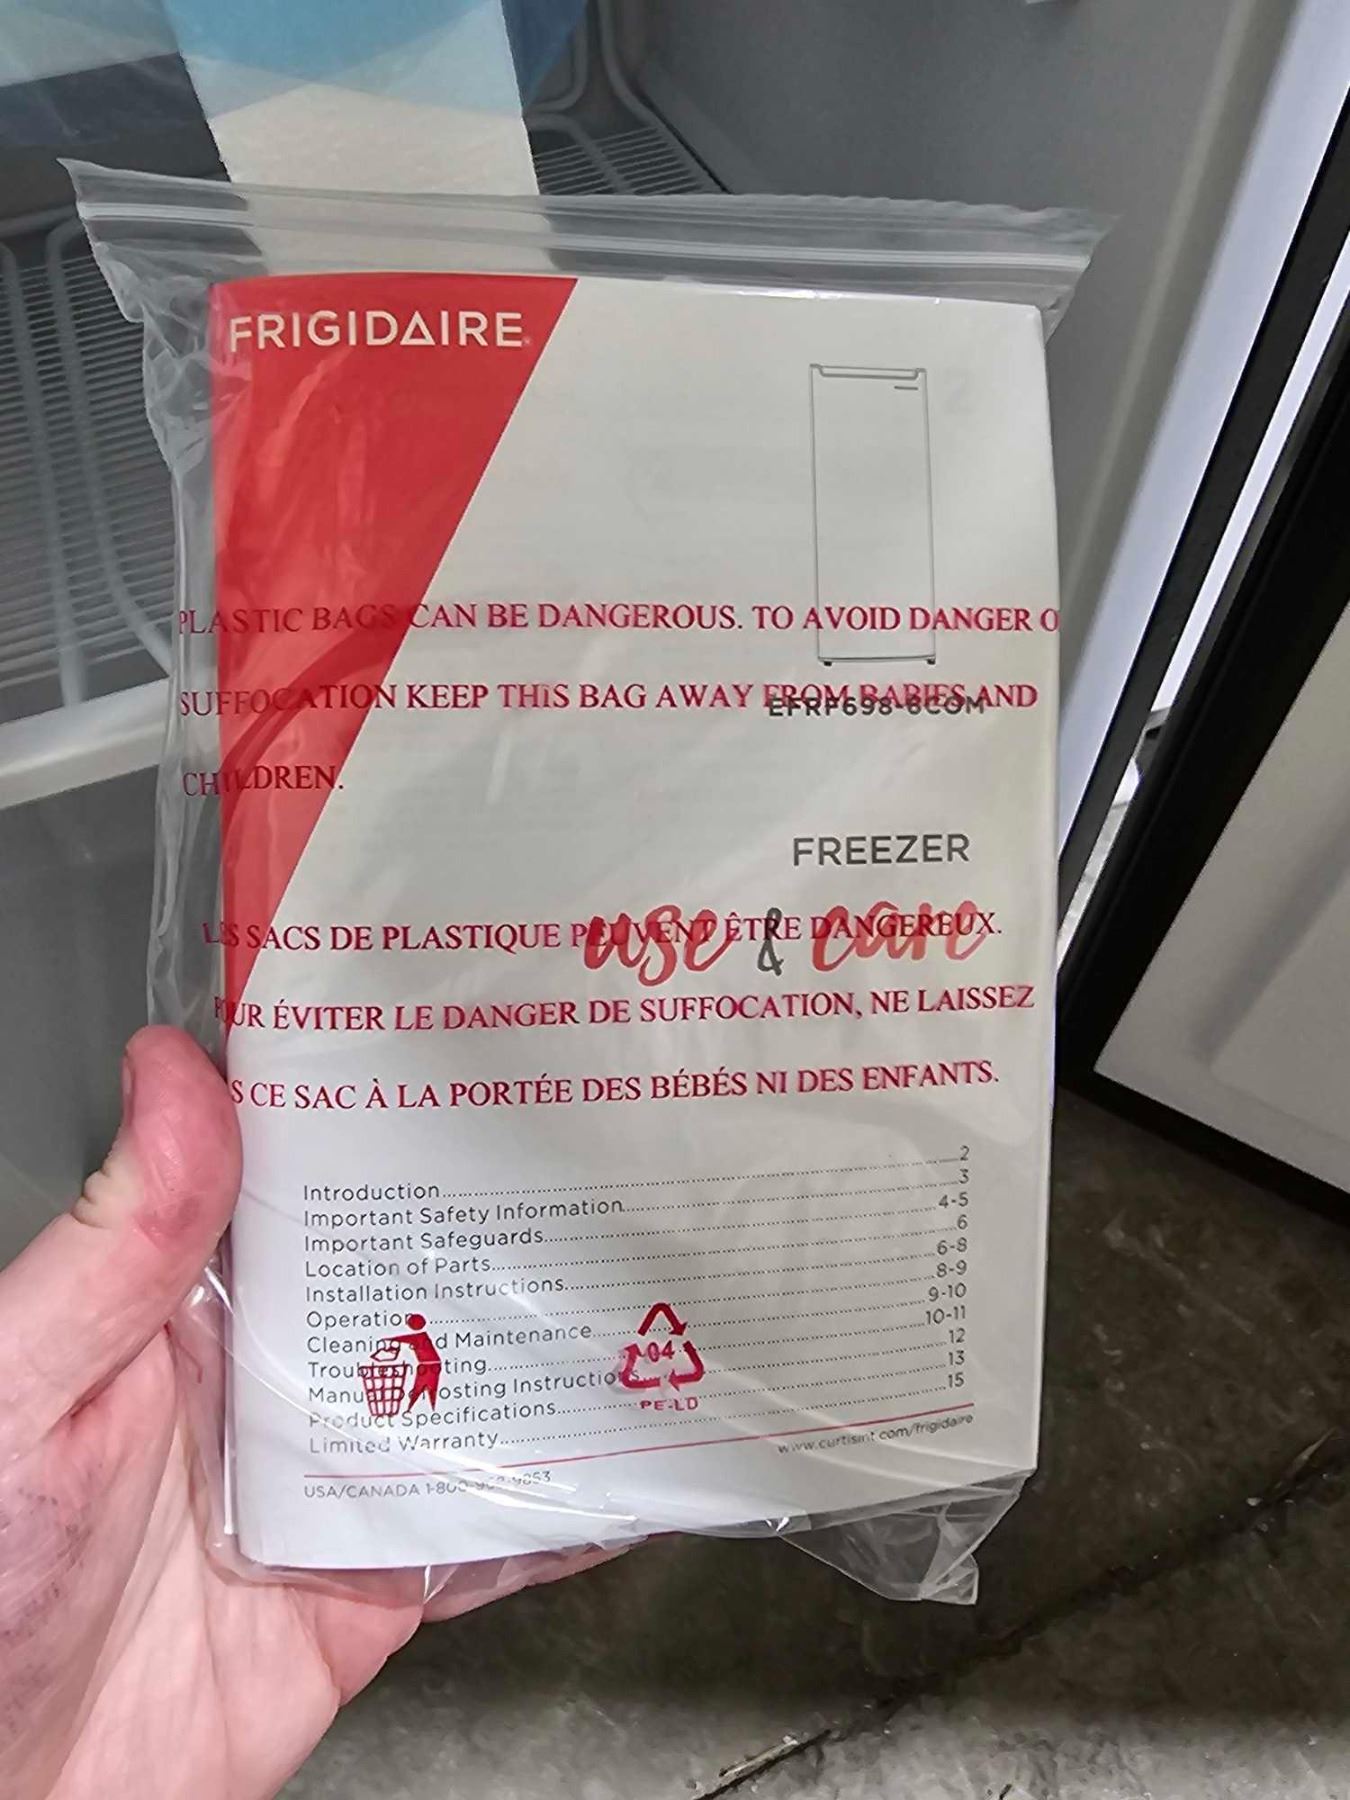 FRIGIDAIRE
PLASTIC BAGS CAN BE DANGEROUS. TO AVOID DANGER O
SUFFOCATION KEEP THIS BAG AWAY FROM BABIES AND
EFRF698-6COM
CHILDREN.
FREEZER
use & care
LES SACS DE PLASTIQUE PEUVENT ÊTRE DANGEREUX.
POUR ÉVITER LE DANGER DE SUFFOCATION, NE LAISSEZ
S CE SAC À LA PORTÉE DES BÉBÉS NI DES ENFANTS.
Introduction 2
Important Safety Information 3
Important Safeguards 4-5
Location of Parts 6
Installation Instructions 6-8
Operation 8-9
Cleaning and Maintenance 9-10
Troubleshooting 10-11
Manual Defrosting Instructions 12
Product Specifications 13
Limited Warranty 15
04
PE-LD
www.curtisint.com/frigidaire
USA/CANADA